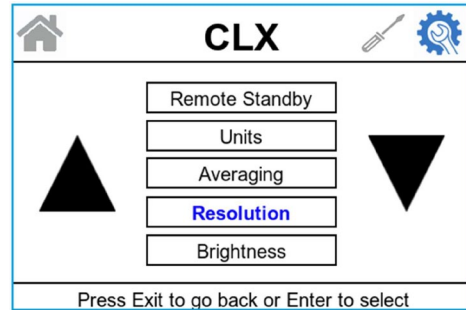 CLX
Remote Standby
Units
Averaging
Resolution
Brightness
Press Exit to go back or Enter to select